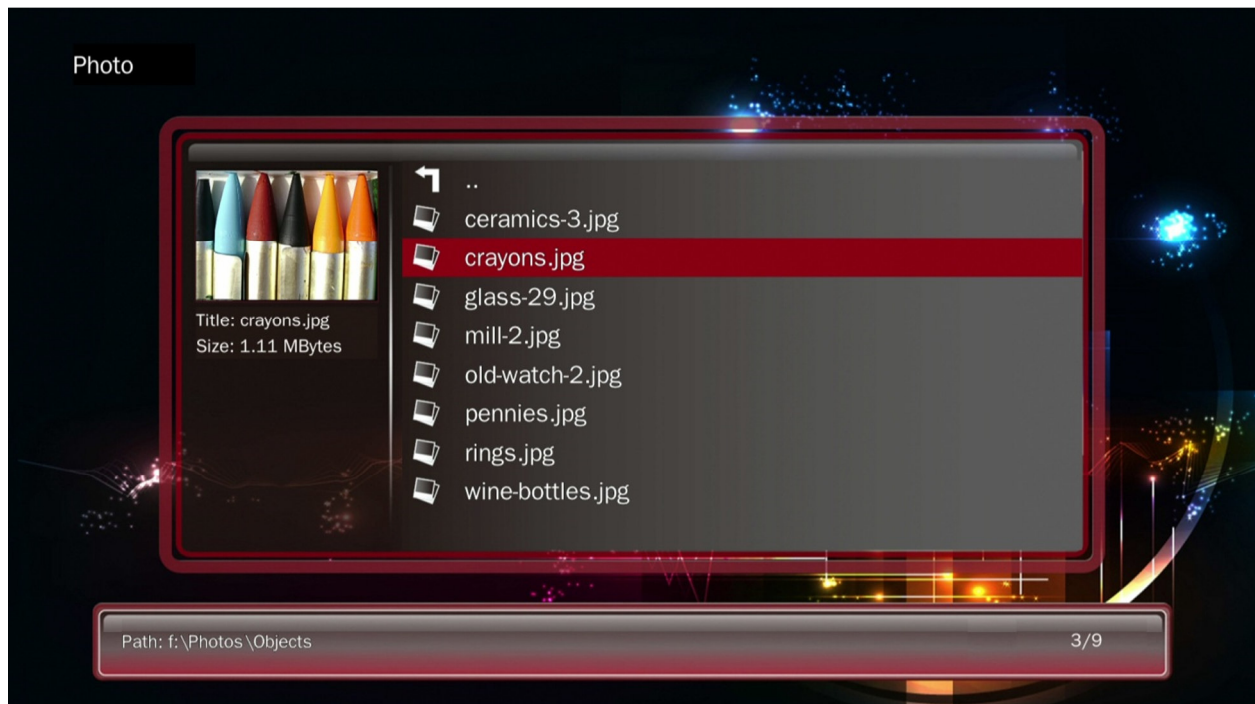 Photo
Title: crayons.jpg
Size: 1.11 MBytes
..
ceramics-3.jpg
crayons.jpg
glass-29.jpg
mill-2.jpg
old-watch-2.jpg
pennies.jpg
rings.jpg
wine-bottles.jpg
Path: f:\Photos\Objects
3/9